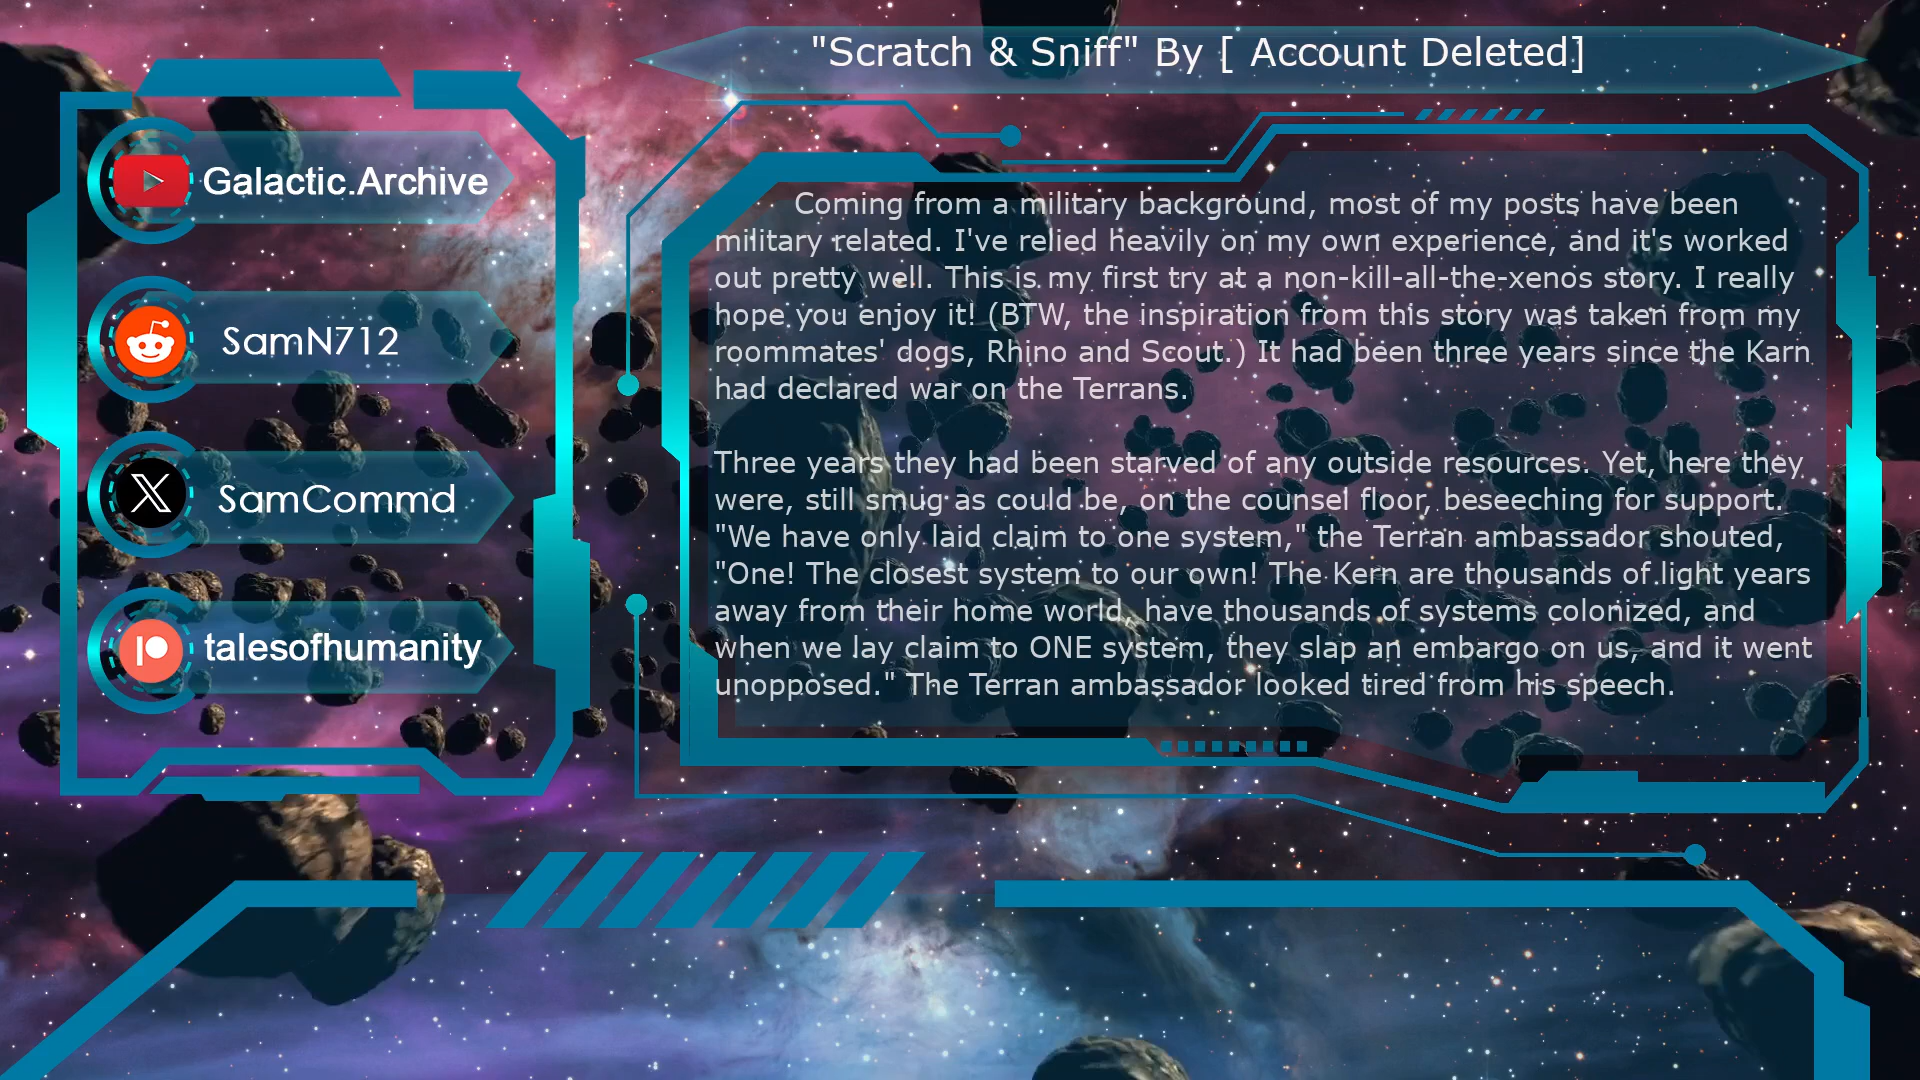 "Scratch & Sniff" By [ Account Deleted]
Galactic.Archive
SamN712
SamCommd
talesofhumanity
Coming from a military background, most of my posts have been
military related. I've relied heavily on my own experience, and it's worked
out pretty well. This is my first try at a non-kill-all-the-xenos story. I really
hope you enjoy it! (BTW, the inspiration from this story was taken from my
roommates' dogs, Rhino and Scout.) It had been three years since the Karn
had declared war on the Terrans.
Three years they had been starved of any outside resources. Yet, here they
were, still smug as could be, on the counsel floor, beseeching for support.
"We have only laid claim to one system," the Terran ambassador shouted,
"One! The closest system to our own! The Kern are thousands of light years
away from their home world, have thousands of systems colonized, and
when we lay claim to ONE system, they slap an embargo on us, and it went
unopposed." The Terran ambassador looked tired from his speech.